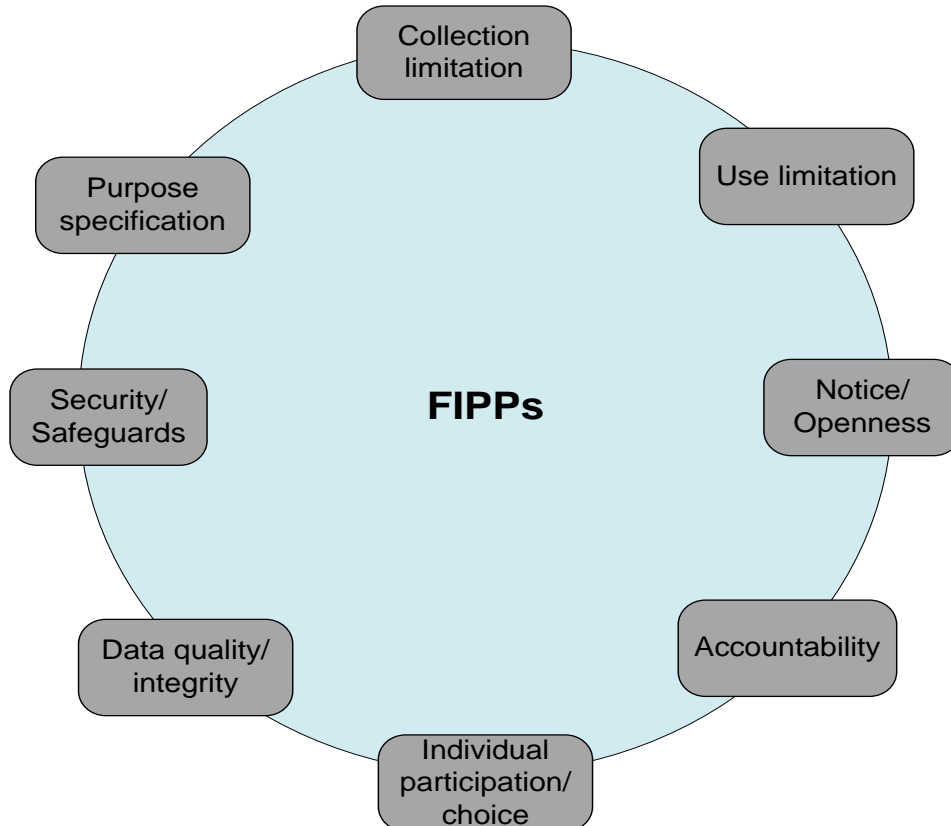 Collection
limitation
Use limitation
Purpose
specification
Notice/
Openness
Security/
Safeguards
FIPPs
Accountability
Data quality/
integrity
Individual
participation/
choice